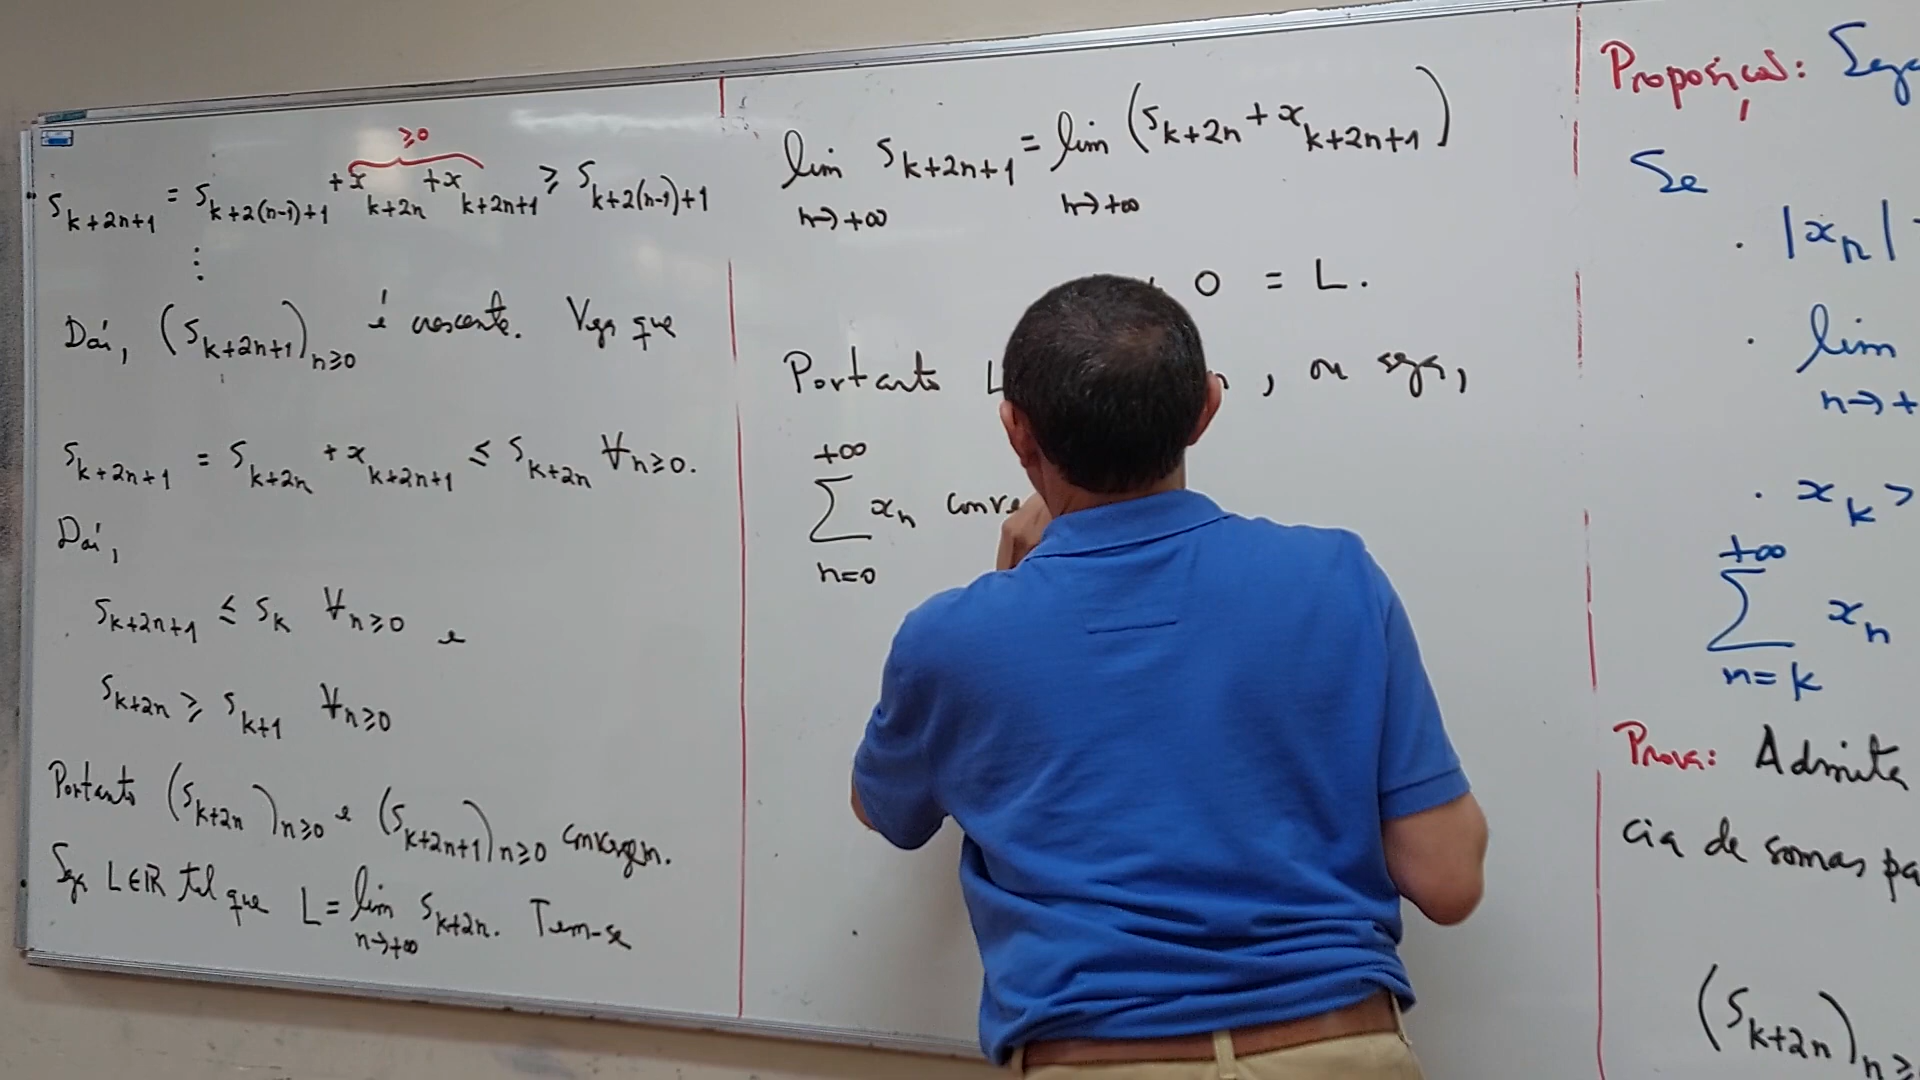 ≥0
s_{k+2n+1} = s_{k+2(n-1)+1} + x_{k+2n} + x_{k+2n+1} ≥ s_{k+2(n-1)+1}
⋮
Daí, (s_{k+2n+1})_{n≥0} é crescente. Veja que
s_{k+2n+1} = s_{k+2n} + x_{k+2n+1} ≤ s_{k+2n} ∀n≥0.
Daí,
s_{k+2n+1} ≤ s_k ∀n≥0 e
s_{k+2n} ≥ s_{k+1} ∀n≥0
Portanto (s_{k+2n})_{n≥0} e (s_{k+2n+1})_{n≥0} convergem.
Seja L∈ℝ tal que L = lim_{n→+∞} s_{k+2n}. Tem-se
lim_{n→+∞} s_{k+2n+1} = lim_{n→+∞} (s_{k+2n} + x_{k+2n+1})
0 = L.
Portanto L , ou seja,
∑_{n=0}^{+∞} x_n conve
Proposição: Seja
Se
· |x_n|
· lim_{n→+
· x_k >
∑_{n=k}^{+∞} x_n
Prova: Admita
cia de somas pa
(s_{k+2n})_{n≥